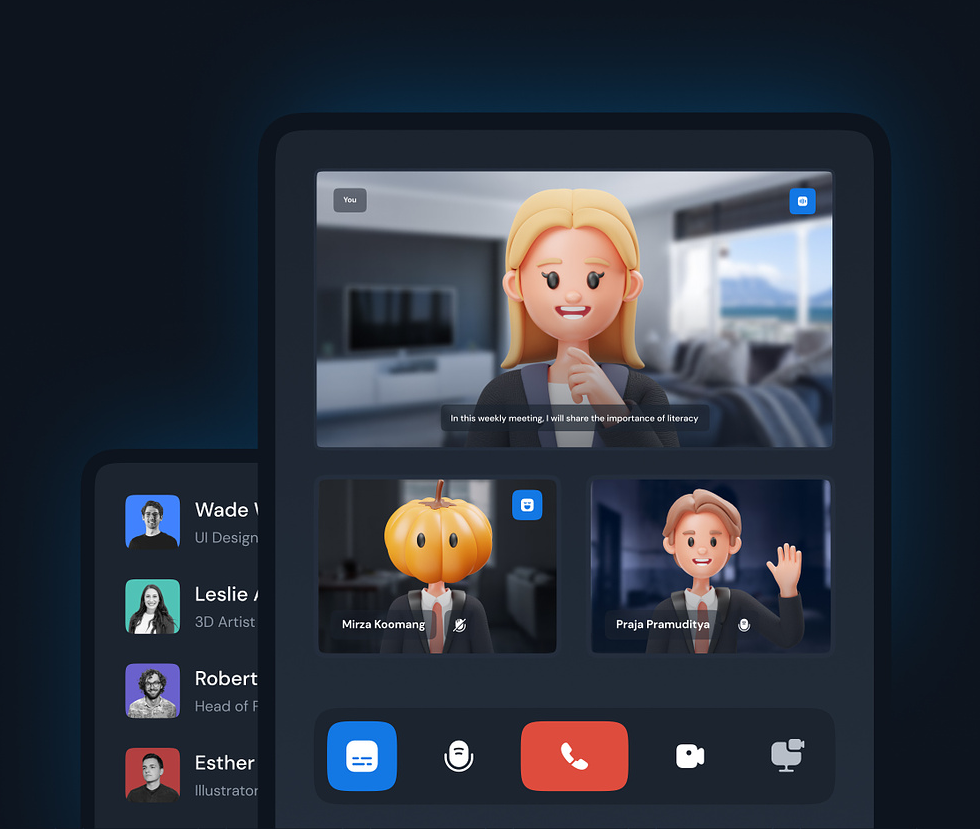 You
In this weekly meeting, I will share the importance of literacy
Mirza Koomang
Praja Pramuditya
Wade
UI Design
Leslie
3D Artist
Robert
Head of
Esther
Illustrator